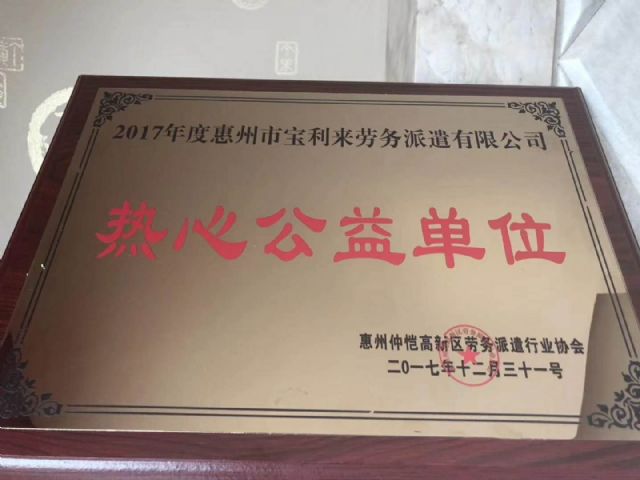 2017年度惠州市宝利来劳务派遣有限公司
热心公益单位
惠州仲恺高新区劳务派遣行业协会
二〇一七年十二月三十一号